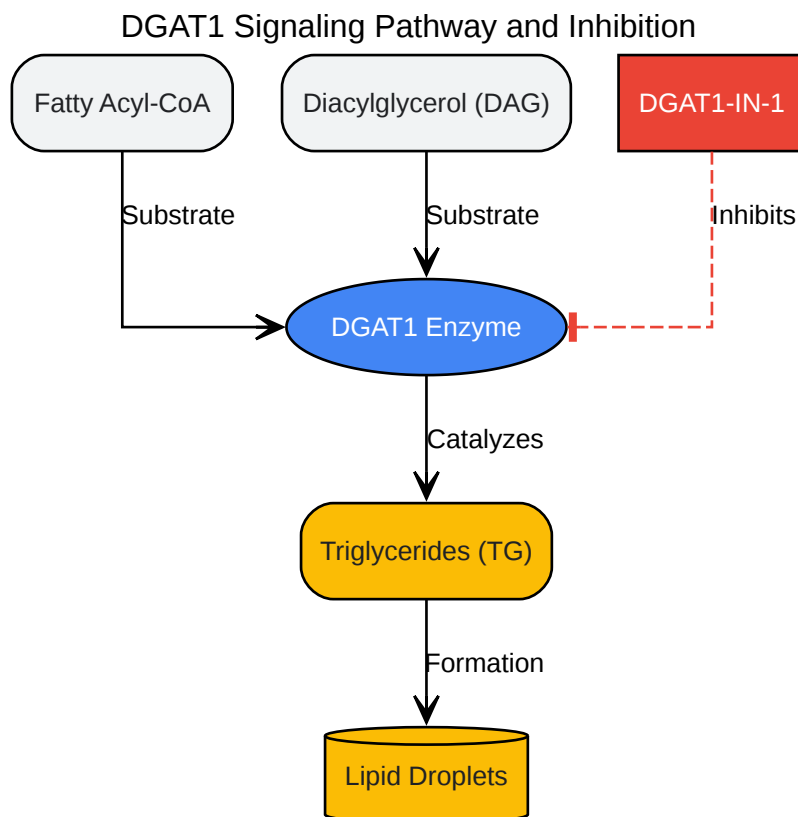 DGAT1 Signaling Pathway and Inhibition
Fatty Acyl-CoA
Diacylglycerol (DAG)
DGAT1-IN-1
Substrate
Substrate
Inhibits
DGAT1 Enzyme
Catalyzes
Triglycerides (TG)
Formation
Lipid Droplets